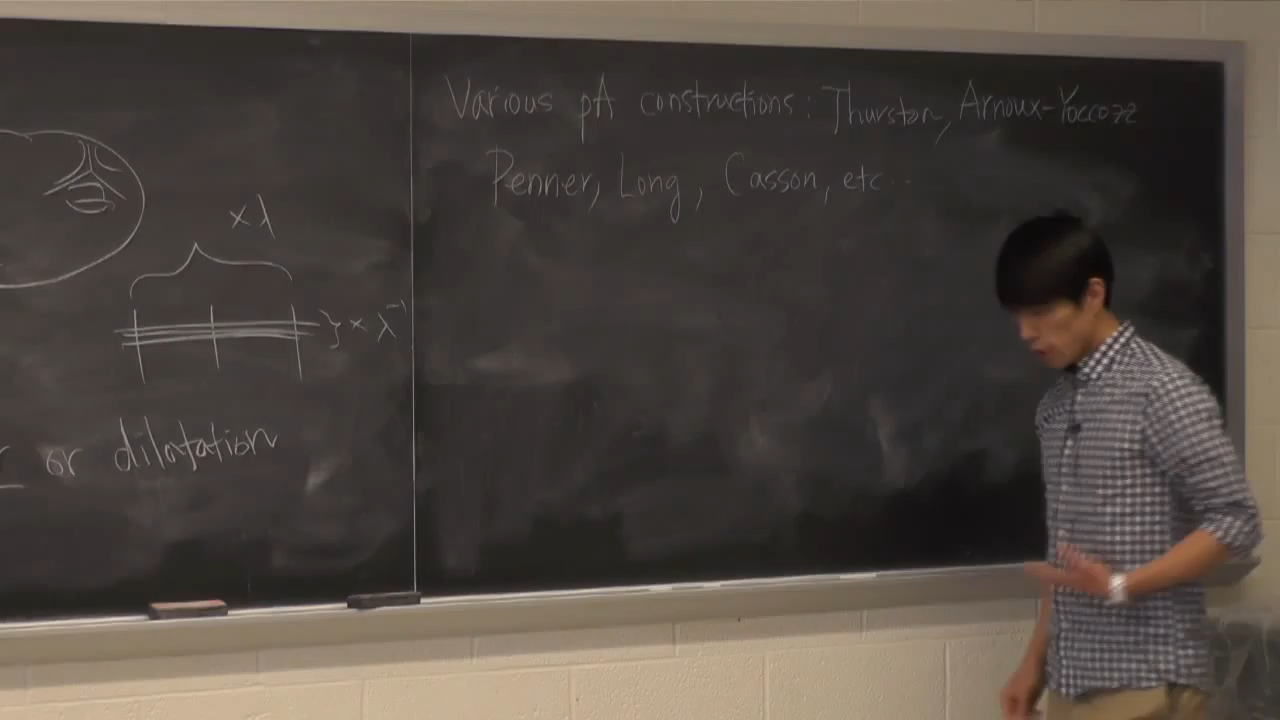 × λ
} × λ⁻¹
or dilatation
Various pA constructions: Thurston, Arnoux-Yoccoz
Penner, Long, Casson, etc...